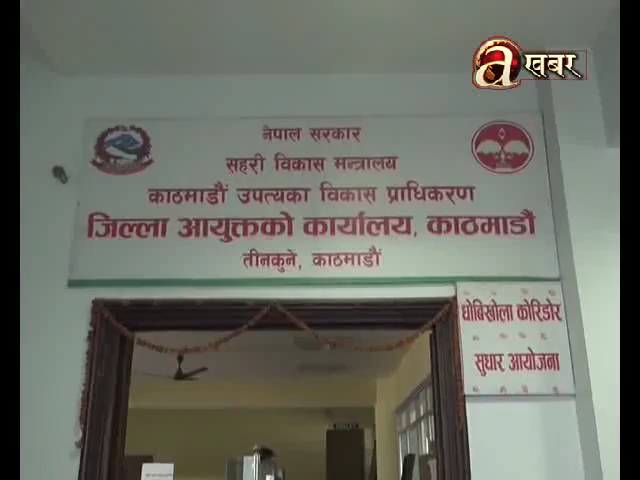 a खबर
नेपाल सरकार
सहरी विकास मन्त्रालय
काठमाडौं उपत्यका विकास प्राधिकरण
जिल्ला आयुक्तको कार्यालय, काठमाडौं
तीनकुने, काठमाडौं
धोबिखोला कोरिडोर
सुधार आयोजना